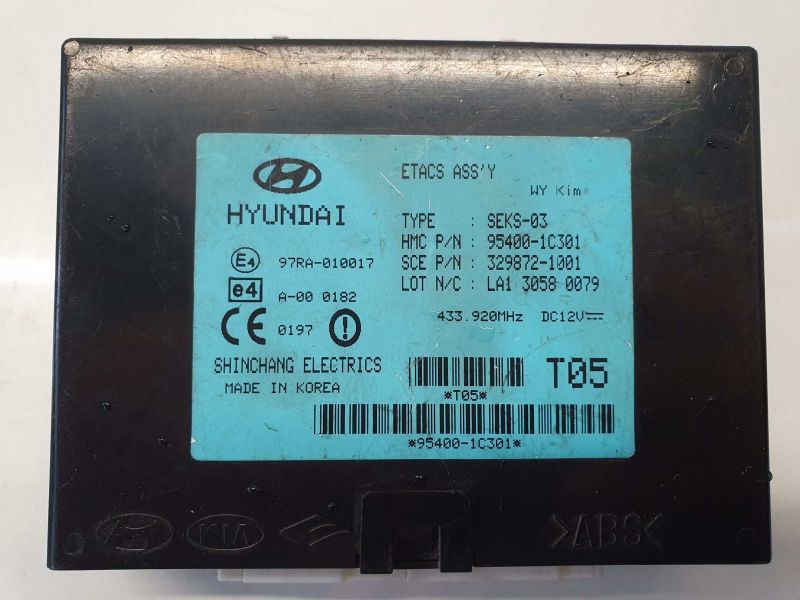 HYUNDAI
E4 97RA-010017
e4 A-00 0182
CE 0197
SHINCHANG ELECTRICS
MADE IN KOREA
ETACS ASS'Y
WY Kim
TYPE : SEKS-03
HMC P/N : 95400-1C301
SCE P/N : 329872-1001
LOT N/C : LA1 3058 0079
433.920MHz DC12V
T05
*T05*
*95400-1C301*
KIA
>ABS<